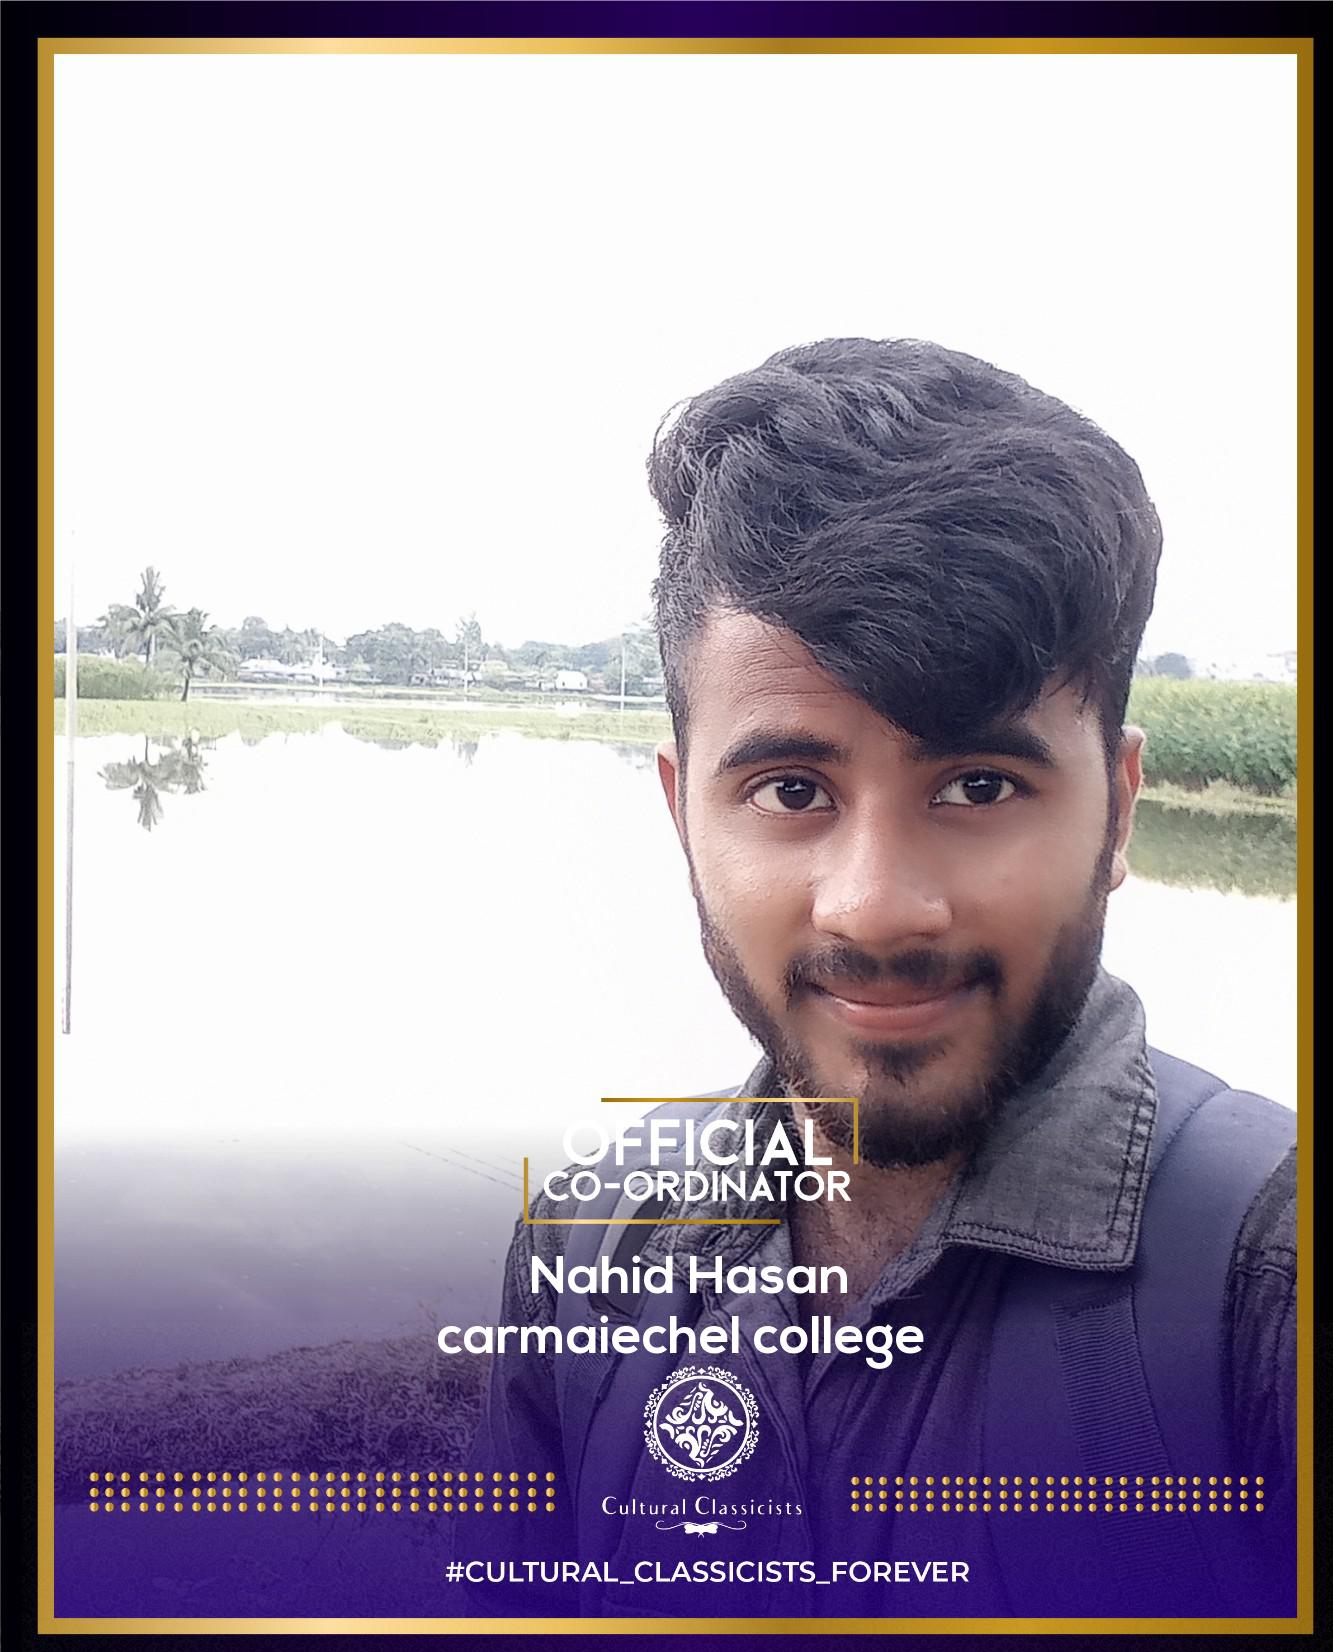 OFFICIAL
CO-ORDINATOR
Nahid Hasan
carmaiechel college
Cultural Classicists
#CULTURAL_CLASSICISTS_FOREVER